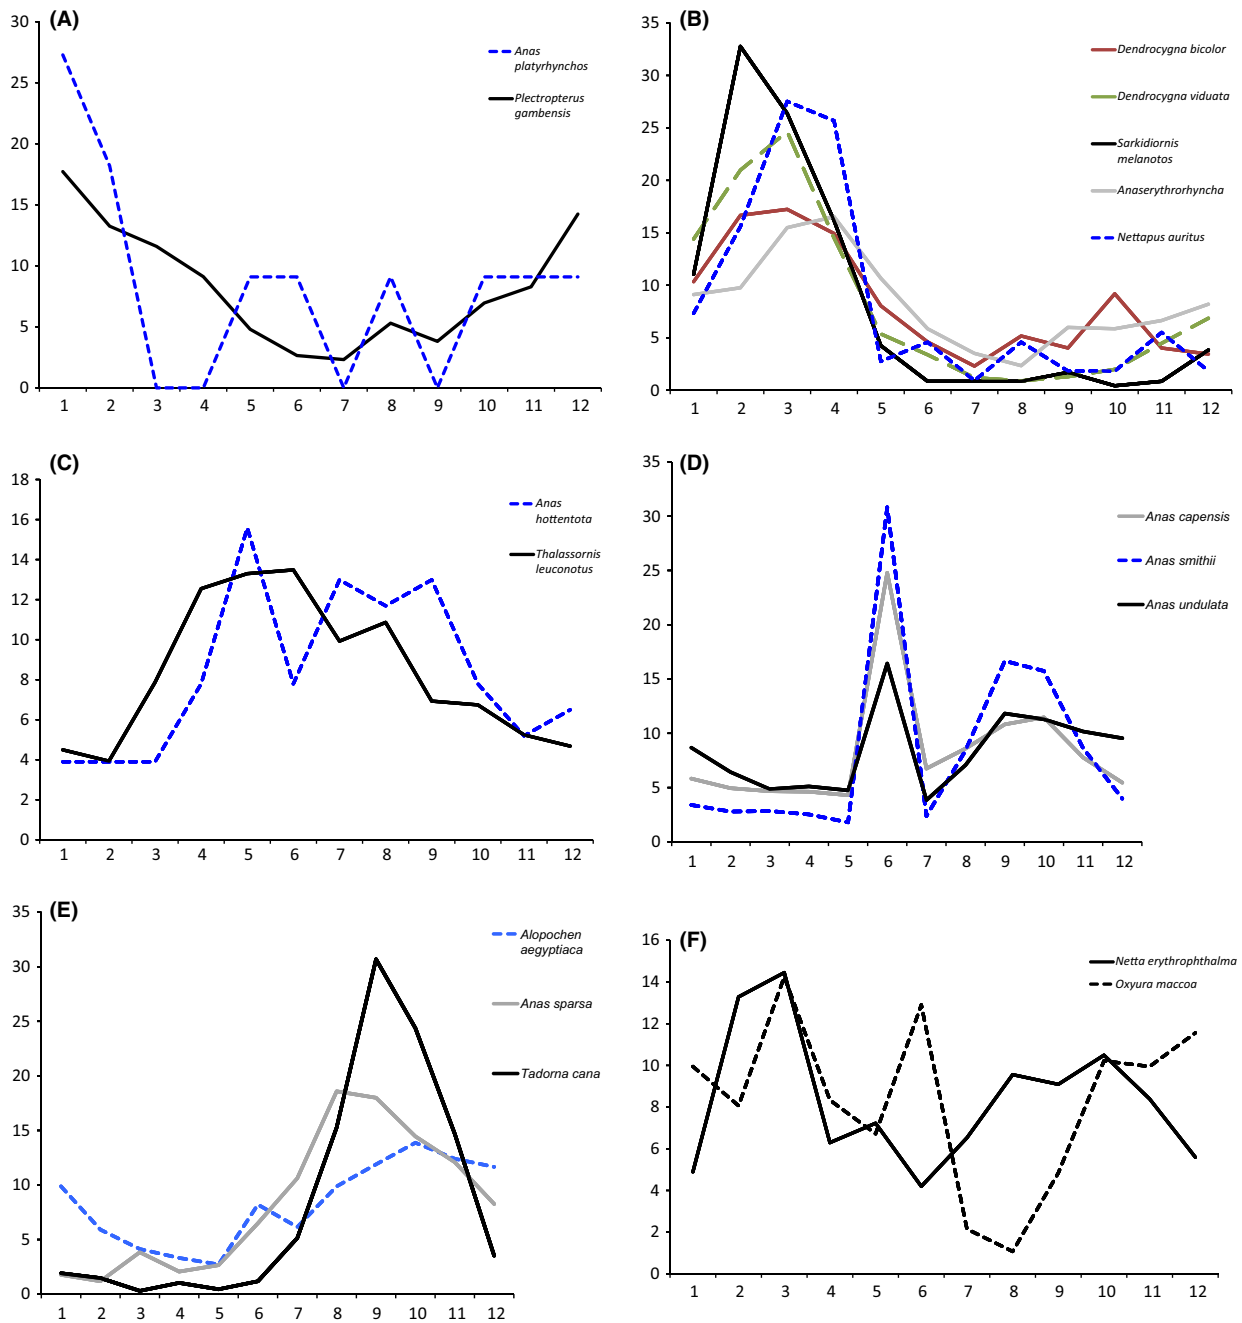 (A)
30
25
20
15
10
5
0
1 2 3 4 5 6 7 8 9 10 11 12
Anas
platyrhynchos
Plectropterus
gambensis
(B)
35
30
25
20
15
10
5
0
1 2 3 4 5 6 7 8 9 10 11 12
Dendrocygna bicolor
Dendrocygna viduata
Sarkidiornis
melanotos
Anaserythrorhyncha
Nettapus auritus
(C)
18
16
14
12
10
8
6
4
2
0
1 2 3 4 5 6 7 8 9 10 11 12
Anas
hottentota
Thalassornis
leuconotus
(D)
35
30
25
20
15
10
5
0
1 2 3 4 5 6 7 8 9 10 11 12
Anas capensis
Anas smithii
Anas undulata
(E)
35
30
25
20
15
10
5
0
1 2 3 4 5 6 7 8 9 10 11 12
Alopochen
aegyptiaca
Anas sparsa
Tadorna cana
(F)
16
14
12
10
8
6
4
2
0
1 2 3 4 5 6 7 8 9 10 11 12
Netta erythrophthalma
Oxyura maccoa